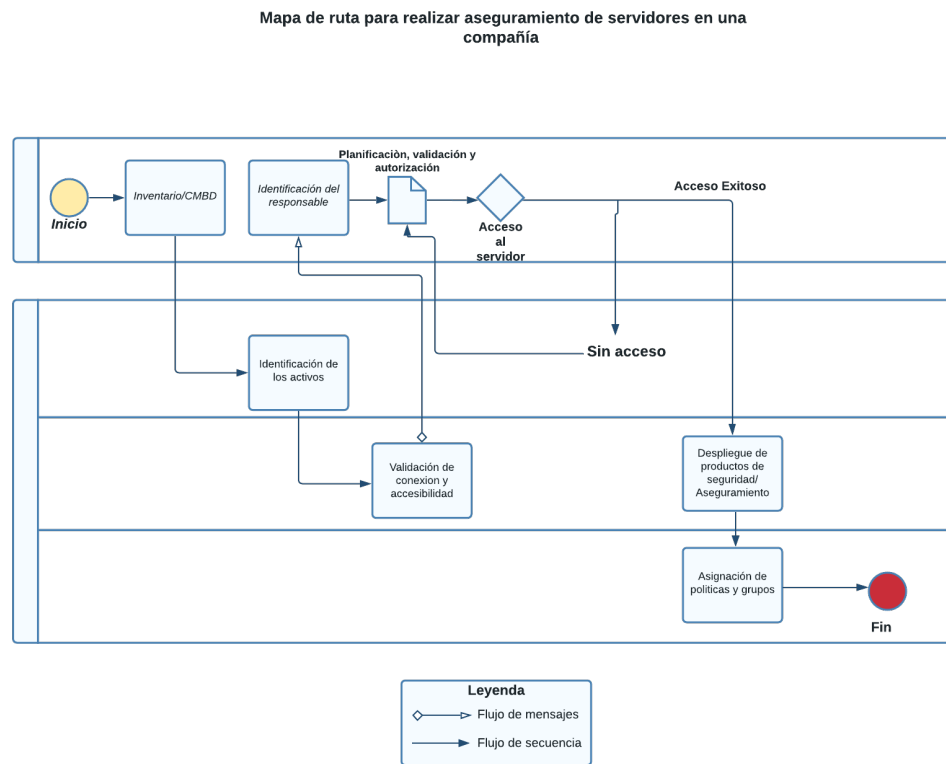 Mapa de ruta para realizar aseguramiento de servidores en una
compañía
Planificaciòn, validación y
autorización
Inicio
Inventario/CMBD
Identificación del
responsable
Acceso
al
servidor
Acceso Exitoso
Identificación de
los activos
Sin acceso
Validación de
conexion y
accesibilidad
Despliegue de
productos de
seguridad/
Aseguramiento
Asignación de
politicas y grupos
Fin
Leyenda
Flujo de mensajes
Flujo de secuencia